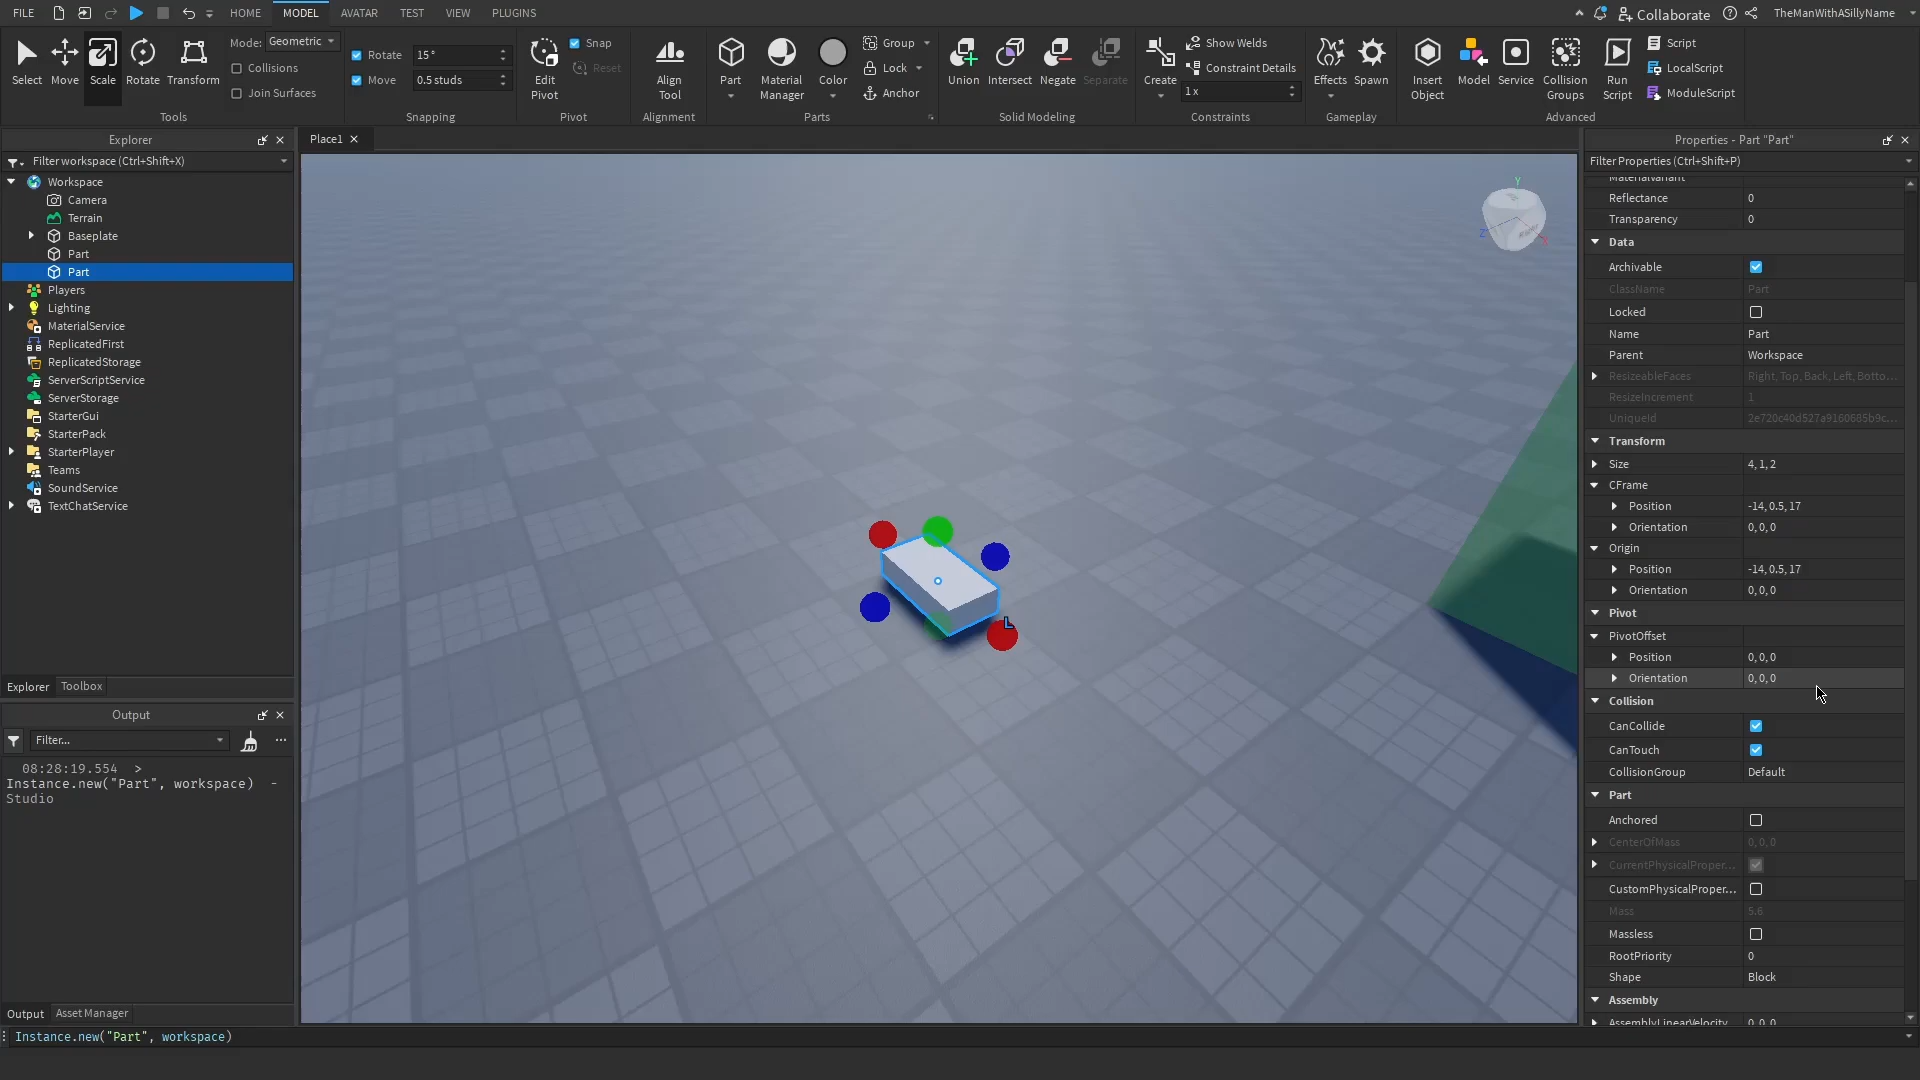 FILE HOME MODEL AVATAR TEST VIEW PLUGINS Collaborate TheManWithASillyName
Select Move Scale Rotate Transform
Mode: Geometric
Collisions
Join Surfaces
Tools
Rotate 15°
Move 0.5 studs
Snapping
Edit Pivot
Snap
Reset
Pivot
Align Tool
Alignment
Part
Material Manager
Color
Group
Lock
Anchor
Parts
Union Intersect Negate Separate
Solid Modeling
Create
Show Welds
Constraint Details
1 x
Constraints
Effects Spawn
Gameplay
Insert Object
Model
Service
Collision Groups
Run Script
Script
LocalScript
ModuleScript
Advanced
Explorer
Filter workspace (Ctrl+Shift+X)
Workspace
Camera
Terrain
Baseplate
Part
Part
Players
Lighting
MaterialService
ReplicatedFirst
ReplicatedStorage
ServerScriptService
ServerStorage
StarterGui
StarterPack
StarterPlayer
Teams
SoundService
TextChatService
Explorer Toolbox
Output
Filter...
08:28:19.554 >
Instance.new("Part", workspace) -
Studio
Output Asset Manager
Instance.new("Part", workspace)
Place1
Y
Z
X
L
Properties - Part "Part"
Filter Properties (Ctrl+Shift+P)
MaterialVariant
Reflectance 0
Transparency 0
Data
Archivable
ClassName Part
Locked
Name Part
Parent Workspace
ResizeableFaces Right, Top, Back, Left, Botto...
ResizeIncrement 1
UniqueId
Transform
Size 4, 1, 2
CFrame
Position -14, 0.5, 17
Orientation 0, 0, 0
Origin
Position -14, 0.5, 17
Orientation 0, 0, 0
Pivot
PivotOffset
Position 0, 0, 0
Orientation 0, 0, 0
Collision
CanCollide
CanTouch
CollisionGroup Default
Part
Anchored
CenterOfMass 0, 0, 0
CurrentPhysicalProper...
CustomPhysicalProper...
Mass 5.6
Massless
RootPriority 0
Shape Block
Assembly
AssemblyLinearVelocity 0, 0, 0